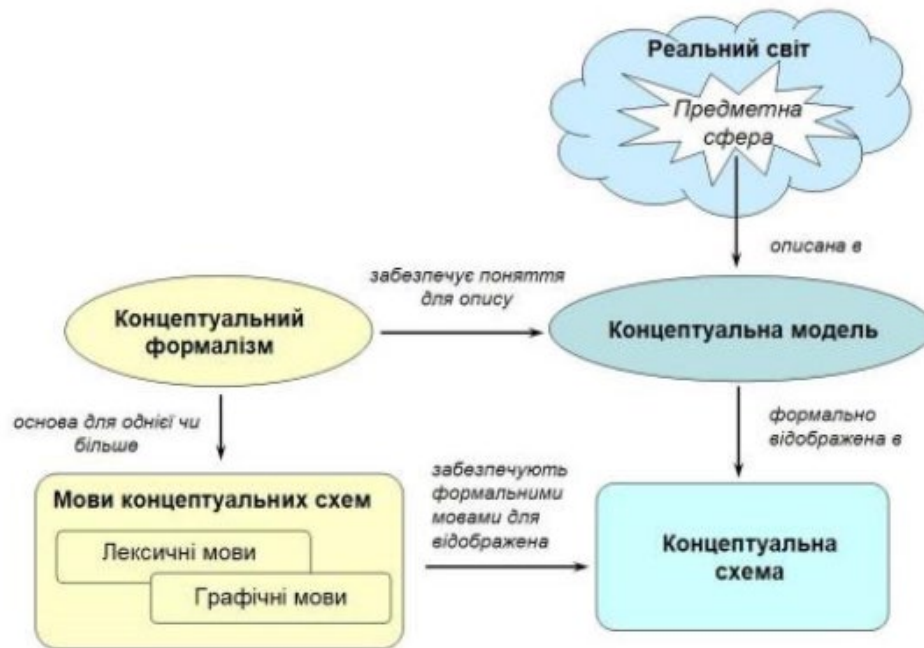 Реальний світ
Предметна
сфера
описана в
забезпечує поняття
для опису
Концептуальний
формалізм
Концептуальна модель
основа для однієї чи
більше
формально
відображена в
Мови концептуальних схем
Лексичні мови
Графічні мови
забезпечують
формальними
мовами для
відображена
Концептуальна
схема